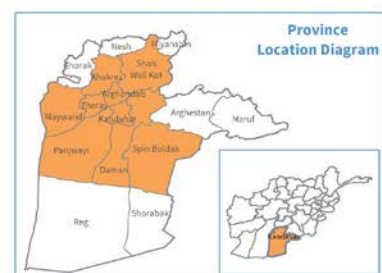 Province
Location Diagram
Nesh
Miyanshin
Ghorak
Shah
Wali Kot
Khakrez
Arghandab
Zheray
Maywand
Kandahar
Arghestan
Maruf
Panjwayi
Spin Boldak
Daman
Reg
Shorabak
Kandahar